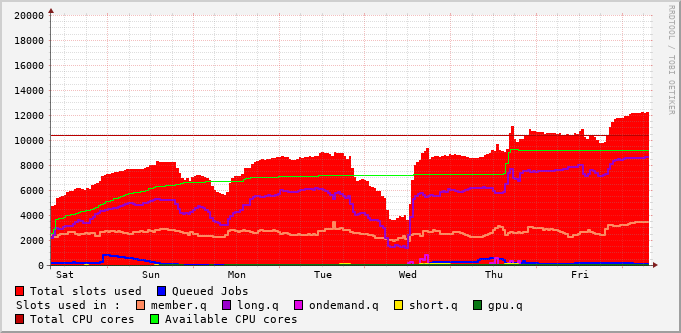 20000
18000
16000
14000
12000
10000
8000
6000
4000
2000
0
Sat Sun Mon Tue Wed Thu Fri
Total slots used Queued Jobs
Slots used in : member.q long.q ondemand.q short.q gpu.q
Total CPU cores Available CPU cores
RRDTOOL / TOBI OETIKER